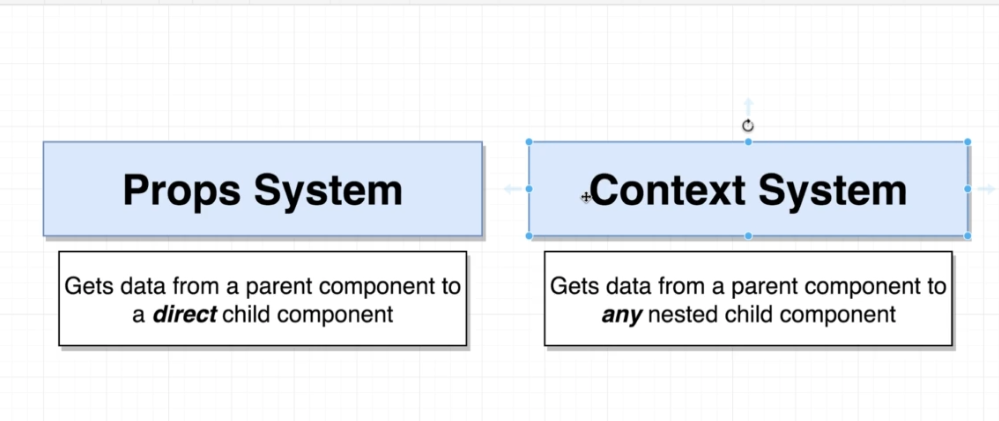 Props System
Gets data from a parent component to
a direct child component
Context System
Gets data from a parent component to
any nested child component